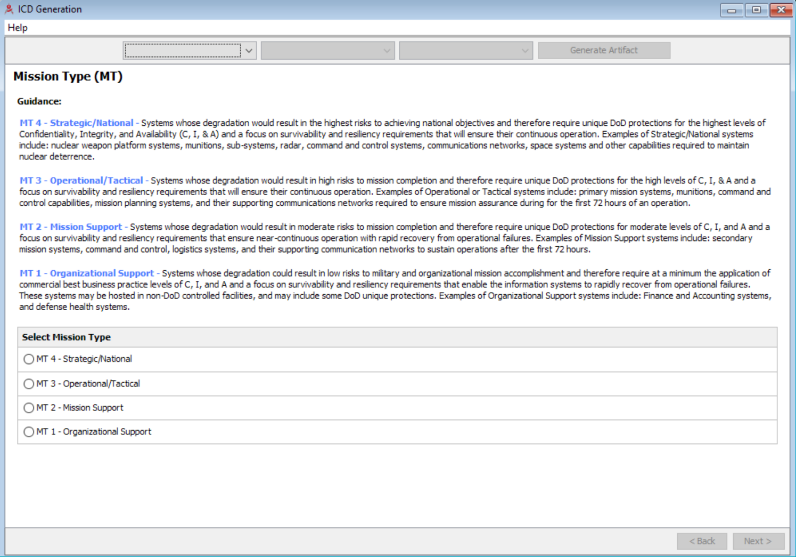 ICD Generation
Help
Generate Artifact
Mission Type (MT)
Guidance:
MT 4 - Strategic/National - Systems whose degradation would result in the highest risks to achieving national objectives and therefore require unique DoD protections for the highest levels of
Confidentiality, Integrity, and Availability (C, I, & A) and a focus on survivability and resiliency requirements that will ensure their continuous operation. Examples of Strategic/National systems
include: nuclear weapon platform systems, munitions, sub-systems, radar, command and control systems, communications networks, space systems and other capabilities required to maintain
nuclear deterrence.
MT 3 - Operational/Tactical - Systems whose degradation would result in high risks to mission completion and therefore require unique DoD protections for the high levels of C, I, & A and a
focus on survivability and resiliency requirements that will ensure their continuous operation. Examples of Operational or Tactical systems include: primary mission systems, munitions, command and
control capabilities, mission planning systems, and their supporting communications networks required to ensure mission assurance during for the first 72 hours of an operation.
MT 2 - Mission Support - Systems whose degradation would result in moderate risks to mission completion and therefore require unique DoD protections for moderate levels of C, I, and A and a
focus on survivability and resiliency requirements that ensure near-continuous operation with rapid recovery from operational failures. Examples of Mission Support systems include: secondary
mission systems, command and control, logistics systems, and their supporting communication networks to sustain operations after the first 72 hours.
MT 1 - Organizational Support - Systems whose degradation could result in low risks to military and organizational mission accomplishment and therefore require at a minimum the application of
commercial best business practice levels of C, I, and A and a focus on survivability and resiliency requirements that enable the information systems to rapidly recover from operational failures.
These systems may be hosted in non-DoD controlled facilities, and may include some DoD unique protections. Examples of Organizational Support systems include: Finance and Accounting systems,
and defense health systems.
Select Mission Type
MT 4 - Strategic/National
MT 3 - Operational/Tactical
MT 2 - Mission Support
MT 1 - Organizational Support
< Back Next >